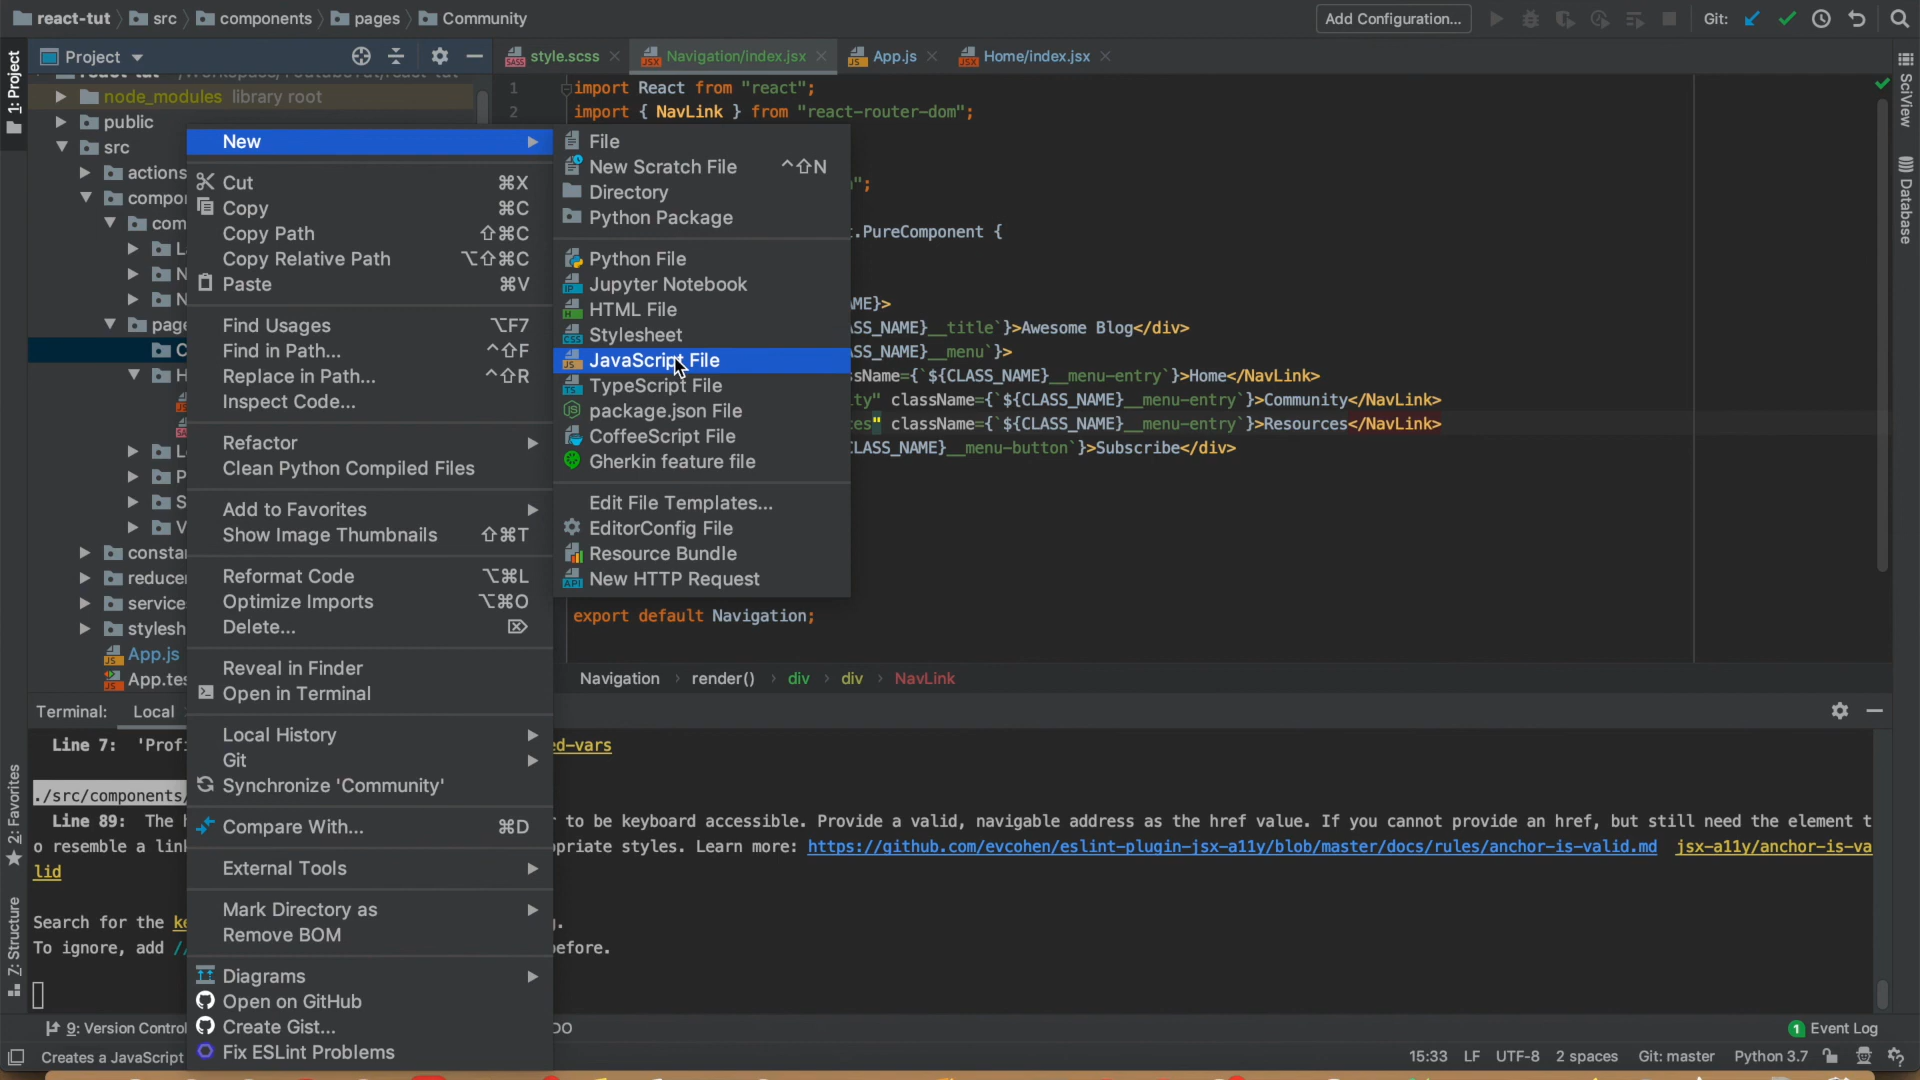 react-tut src components pages Community
Add Configuration...
Git:
Project
style.scss Navigation/index.jsx App.js Home/index.jsx
1: Project
SciView
Database
node_modules library root
public
src
actions
compo
com
L
N
N
page
C
H
L
P
S
V
consta
reduce
service
stylesh
App.js
App.tes
New
Cut ⌘X
Copy ⌘C
Copy Path ⇧⌘C
Copy Relative Path ⌥⇧⌘C
Paste ⌘V
Find Usages ⌥F7
Find in Path... ^⇧F
Replace in Path... ^⇧R
Inspect Code...
Refactor
Clean Python Compiled Files
Add to Favorites
Show Image Thumbnails ⇧⌘T
Reformat Code ⌥⌘L
Optimize Imports ⌥⌘O
Delete... ⌦
Reveal in Finder
Open in Terminal
Local History
Git
Synchronize 'Community'
Compare With... ⌘D
External Tools
Mark Directory as
Remove BOM
Diagrams
Open on GitHub
Create Gist...
Fix ESLint Problems
File
New Scratch File ^⇧N
Directory
Python Package
Python File
Jupyter Notebook
HTML File
Stylesheet
JavaScript File
TypeScript File
package.json File
CoffeeScript File
Gherkin feature file
Edit File Templates...
EditorConfig File
Resource Bundle
New HTTP Request
1 import React from "react";
2 import { NavLink } from "react-router-dom";
";
.PureComponent {
ME}>
SS_NAME}__title`}>Awesome Blog</div>
SS_NAME}__menu`}>
sName={`${CLASS_NAME}__menu-entry`}>Home</NavLink>
ty" className={`${CLASS_NAME}__menu-entry`}>Community</NavLink>
es" className={`${CLASS_NAME}__menu-entry`}>Resources</NavLink>
LASS_NAME}__menu-button`}>Subscribe</div>
export default Navigation;
Navigation render() div div NavLink
Terminal: Local
Line 7: 'Profi ed-vars
./src/components/
Line 89: The h to be keyboard accessible. Provide a valid, navigable address as the href value. If you cannot provide an href, but still need the element t
o resemble a link priate styles. Learn more: https://github.com/evcohen/eslint-plugin-jsx-a11y/blob/master/docs/rules/anchor-is-valid.md jsx-a11y/anchor-is-va
lid
Search for the ke .
To ignore, add // efore.
2: Favorites
Z: Structure
9: Version Control DO
1 Event Log
Creates a JavaScript
15:33 LF UTF-8 2 spaces Git: master Python 3.7